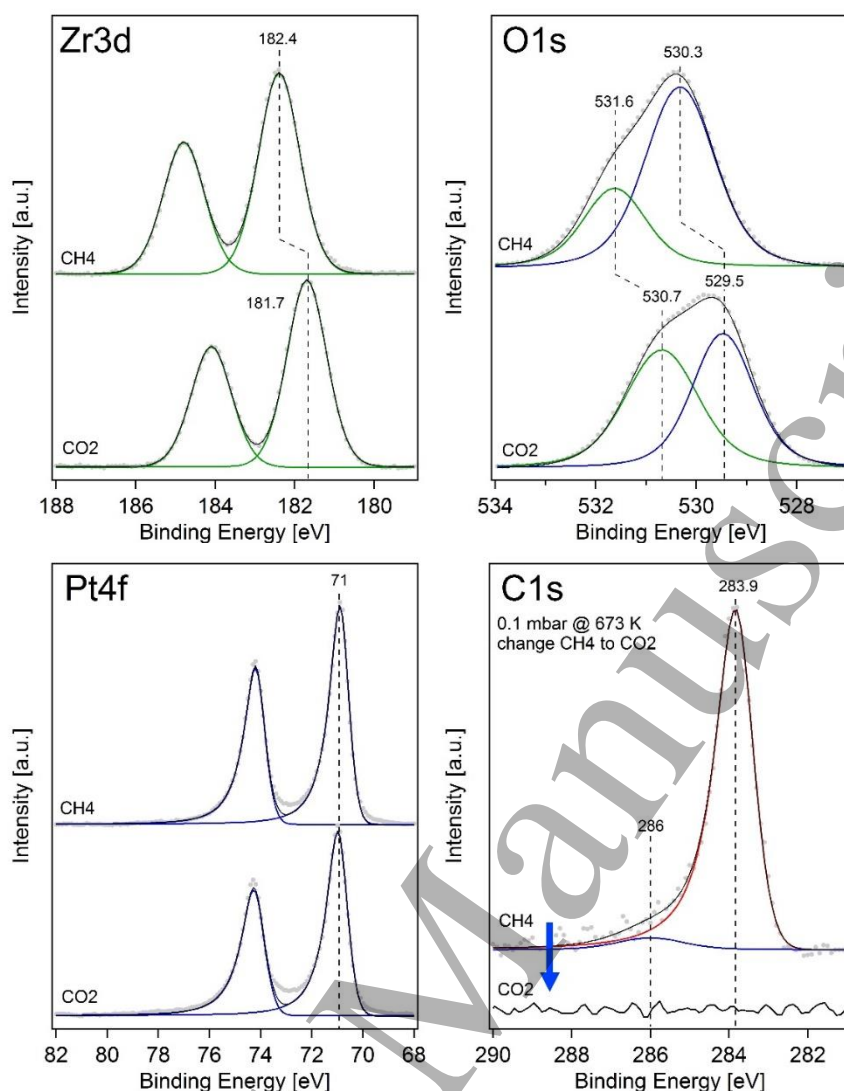 Zr3d
182.4
CH4
181.7
CO2
Intensity [a.u.]
188 186 184 182 180
Binding Energy [eV]
O1s
530.3
531.6
CH4
529.5
530.7
CO2
Intensity [a.u.]
534 532 530 528
Binding Energy [eV]
Pt4f
71
CH4
CO2
Intensity [a.u.]
82 80 78 76 74 72 70 68
Binding Energy [eV]
C1s
283.9
0.1 mbar @ 673 K
change CH4 to CO2
286
CH4
CO2
Intensity [a.u.]
290 288 286 284 282
Binding Energy [eV]